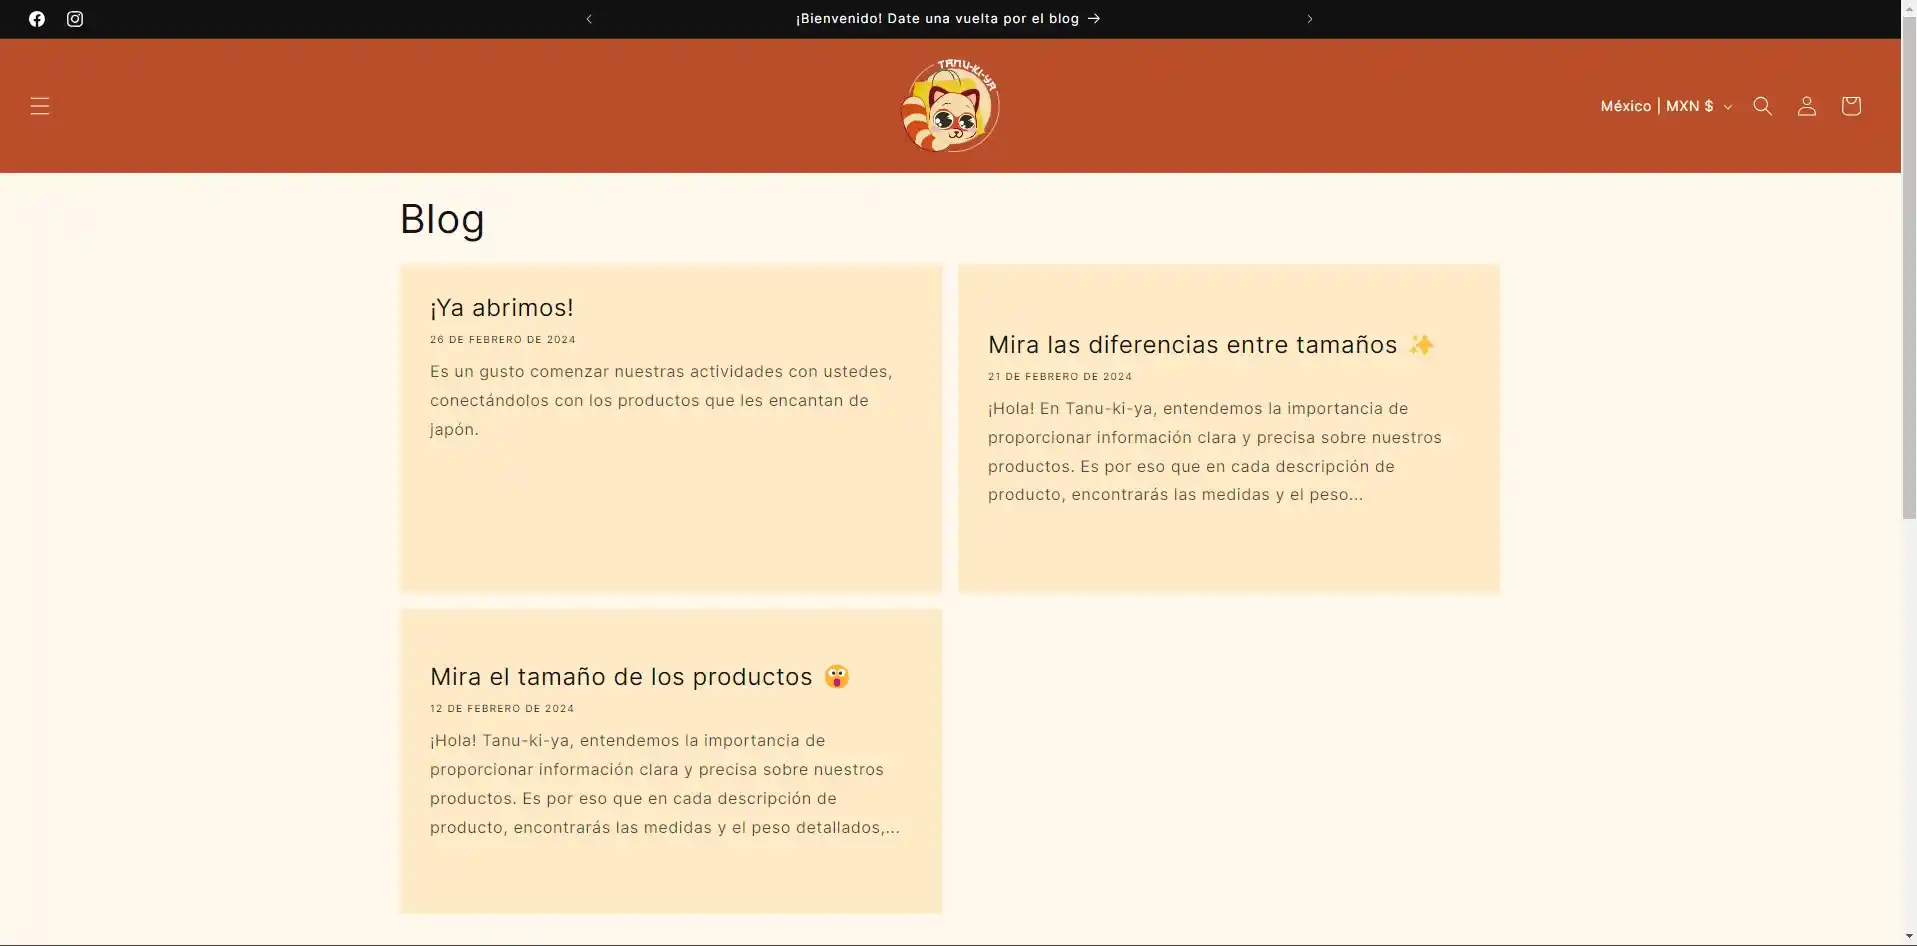 ¡Bienvenido! Date una vuelta por el blog →
TANU-KI-YA
México | MXN $
Blog
¡Ya abrimos!
26 DE FEBRERO DE 2024
Es un gusto comenzar nuestras actividades con ustedes,
conectándolos con los productos que les encantan de
japón.
Mira las diferencias entre tamaños ✨
21 DE FEBRERO DE 2024
¡Hola! En Tanu-ki-ya, entendemos la importancia de
proporcionar información clara y precisa sobre nuestros
productos. Es por eso que en cada descripción de
producto, encontrarás las medidas y el peso...
Mira el tamaño de los productos 😲
12 DE FEBRERO DE 2024
¡Hola! Tanu-ki-ya, entendemos la importancia de
proporcionar información clara y precisa sobre nuestros
productos. Es por eso que en cada descripción de
producto, encontrarás las medidas y el peso detallados,...